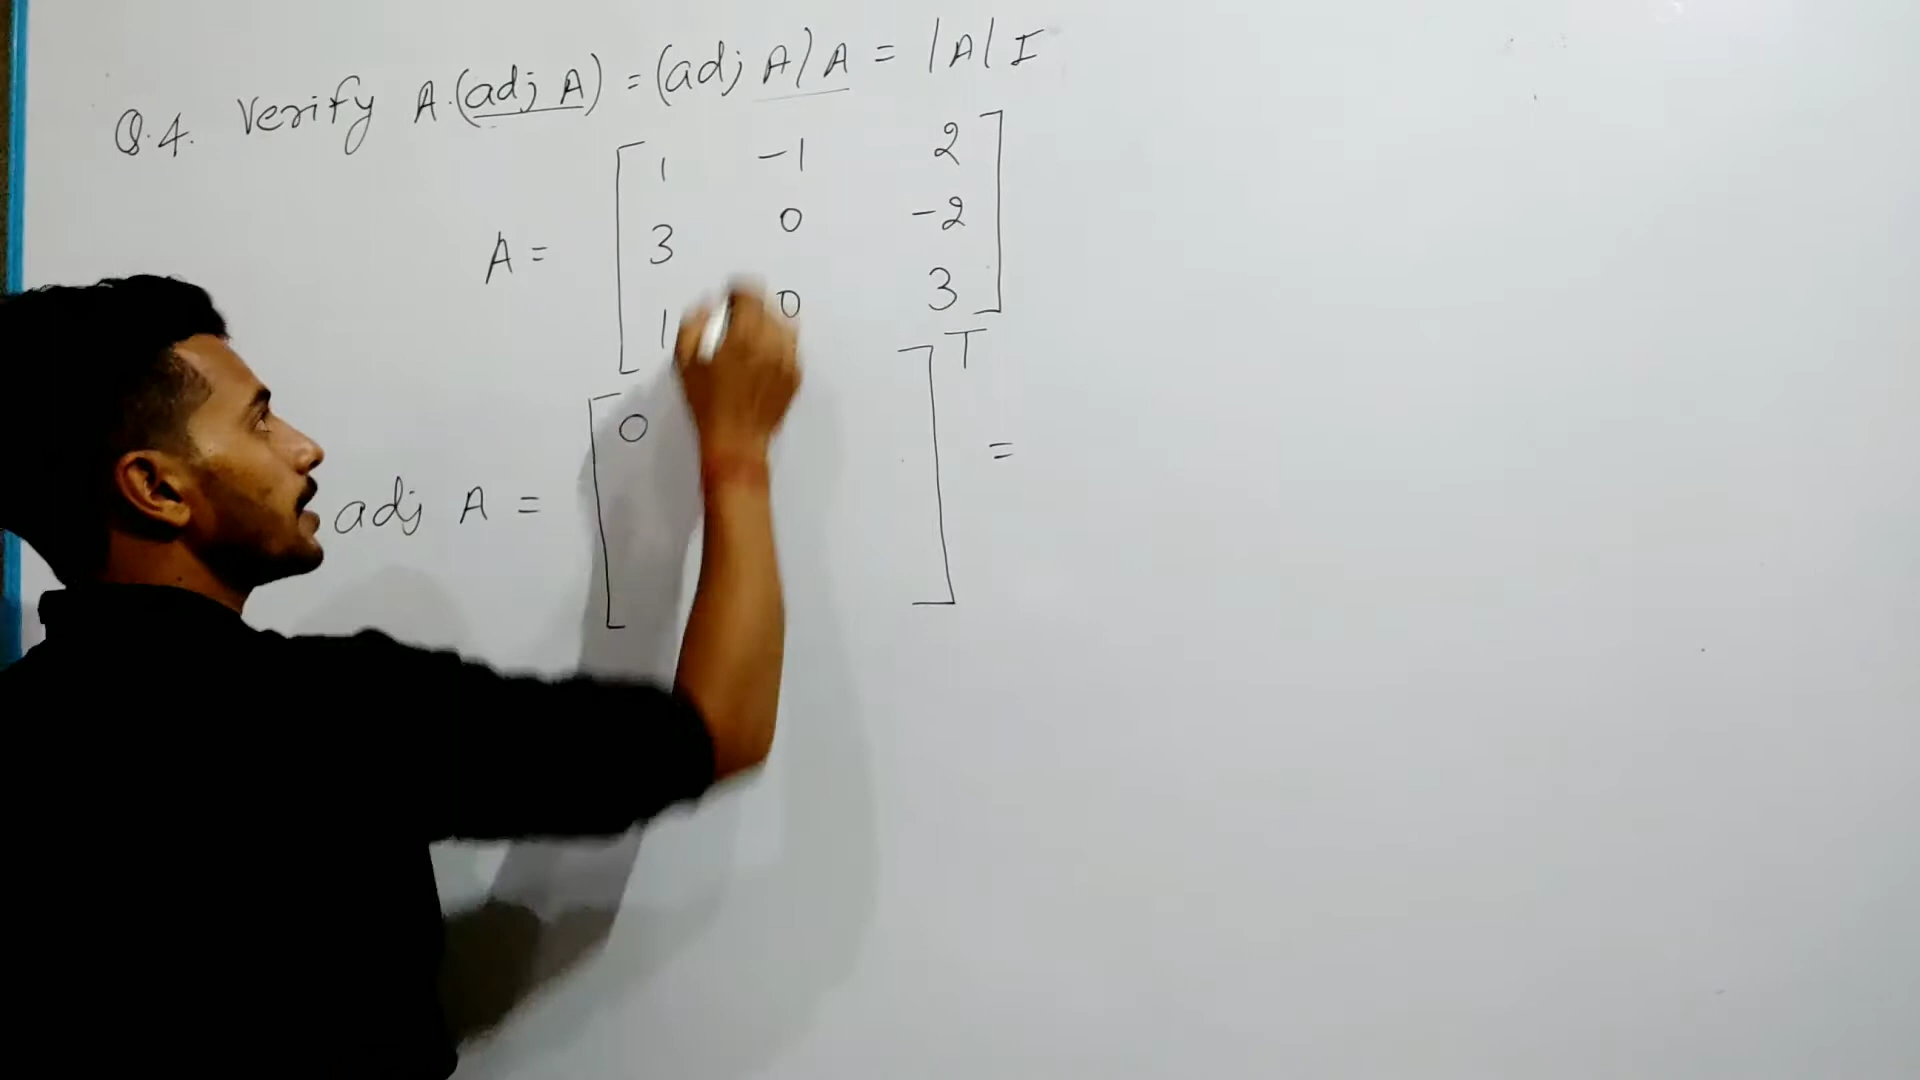 Q.4. Verify A.(adj A) = (adj A) A = |A| I
A = [ 1 -1 2
3 0 -2
1 0 3 ]
adj A = [ 0 ]^T =